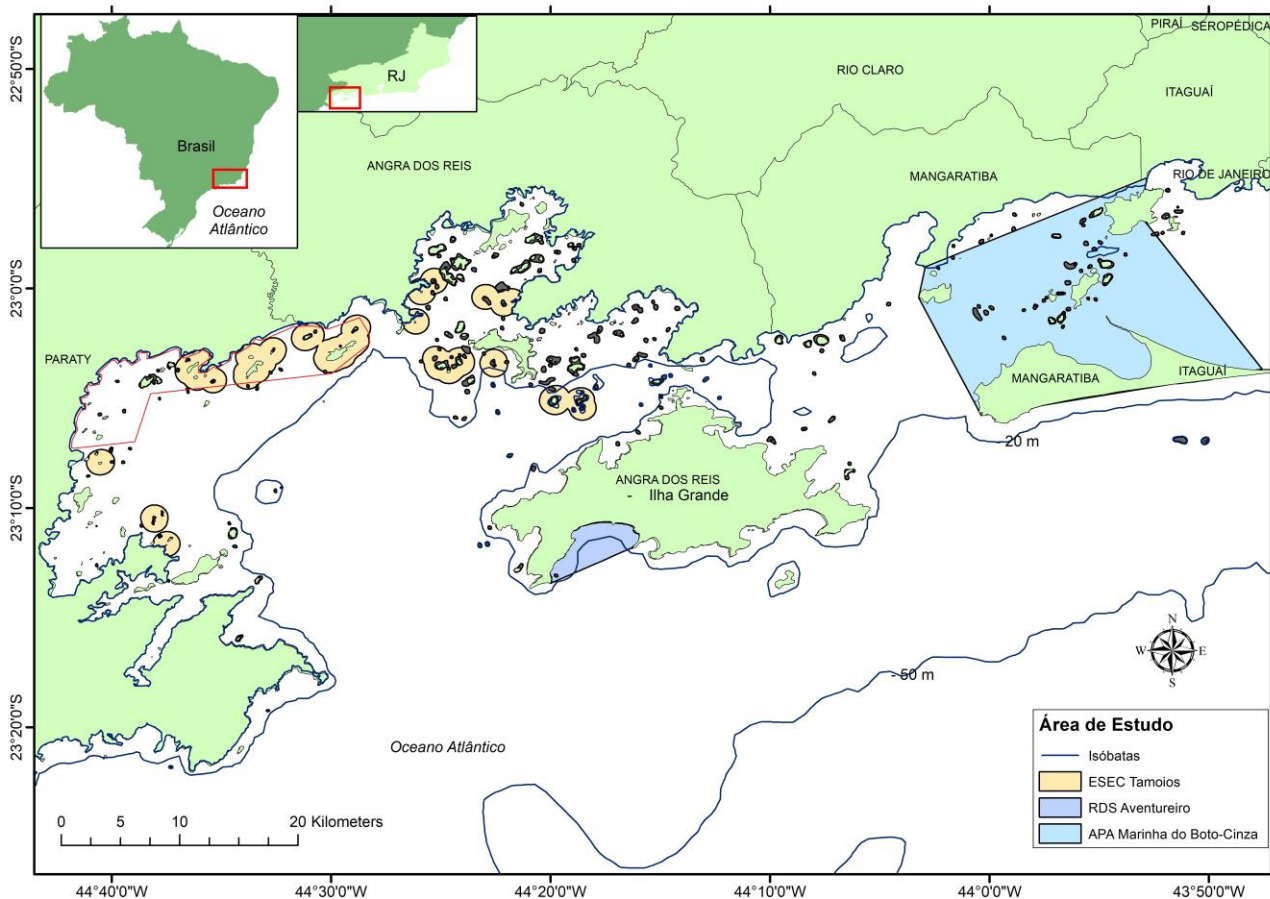 PIRAÍ
SEROPÉDICA
RJ
RIO CLARO
ITAGUAÍ
22°50'0"S
Brasil
ANGRA DOS REIS
MANGARATIBA
RIO DE JANEIRO
Oceano
Atlântico
23°0'0"S
PARATY
MANGARATIBA
ITAGUAÍ
- 20 m
ANGRA DOS REIS
- Ilha Grande
23°10'0"S
N
W E
S
- 50 m
23°20'0"S
Oceano Atlântico
Área de Estudo
Isóbatas
ESEC Tamoios
RDS Aventureiro
APA Marinha do Boto-Cinza
0 5 10 20 Kilometers
44°40'0"W 44°30'0"W 44°20'0"W 44°10'0"W 44°0'0"W 43°50'0"W